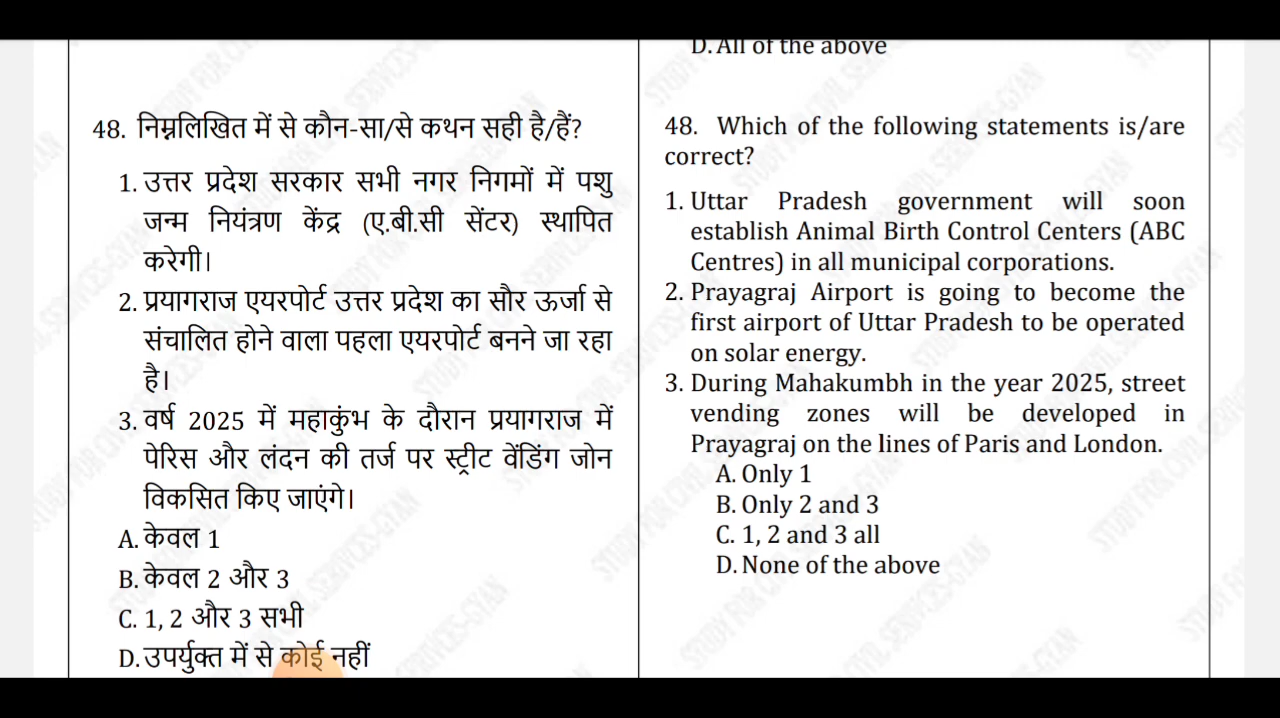 48. निम्नलिखित में से कौन-सा/से कथन सही है/हैं?
1. उत्तर प्रदेश सरकार सभी नगर निगमों में पशु
जन्म नियंत्रण केंद्र (ए.बी.सी सेंटर) स्थापित
करेगी।
2. प्रयागराज एयरपोर्ट उत्तर प्रदेश का सौर ऊर्जा से
संचालित होने वाला पहला एयरपोर्ट बनने जा रहा
है।
3. वर्ष 2025 में महाकुंभ के दौरान प्रयागराज में
पेरिस और लंदन की तर्ज पर स्ट्रीट वेंडिंग जोन
विकसित किए जाएंगे।
A. केवल 1
B. केवल 2 और 3
C. 1, 2 और 3 सभी
D. उपर्युक्त में से कोई नहीं
D. All of the above
48. Which of the following statements is/are
correct?
1. Uttar Pradesh government will soon
establish Animal Birth Control Centers (ABC
Centres) in all municipal corporations.
2. Prayagraj Airport is going to become the
first airport of Uttar Pradesh to be operated
on solar energy.
3. During Mahakumbh in the year 2025, street
vending zones will be developed in
Prayagraj on the lines of Paris and London.
A. Only 1
B. Only 2 and 3
C. 1, 2 and 3 all
D. None of the above
STUDY FOR CIVIL SERIVCES-GYAN